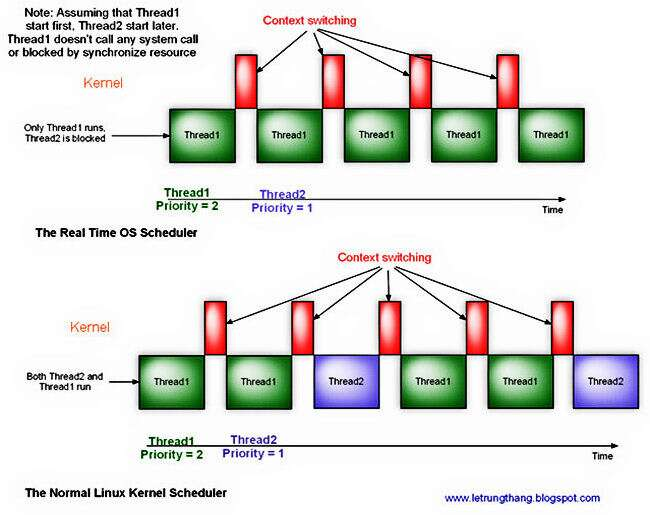 Note: Assuming that Thread1
start first, Thread2 start later.
Thread1 doesn't call any system call
or blocked by synchronize resource
Context switching
Kernel
Only Thread1 runs,
Thread2 is blocked
Thread1
Thread1
Thread1
Thread1
Thread1
Thread1
Priority = 2
Thread2
Priority = 1
Time
The Real Time OS Scheduler
Context switching
Kernel
Both Thread2 and
Thread1 run
Thread1
Thread1
Thread2
Thread1
Thread1
Thread2
Thread1
Priority = 2
Thread2
Priority = 1
Time
The Normal Linux Kernel Scheduler
www.letrungthang.blogspot.com